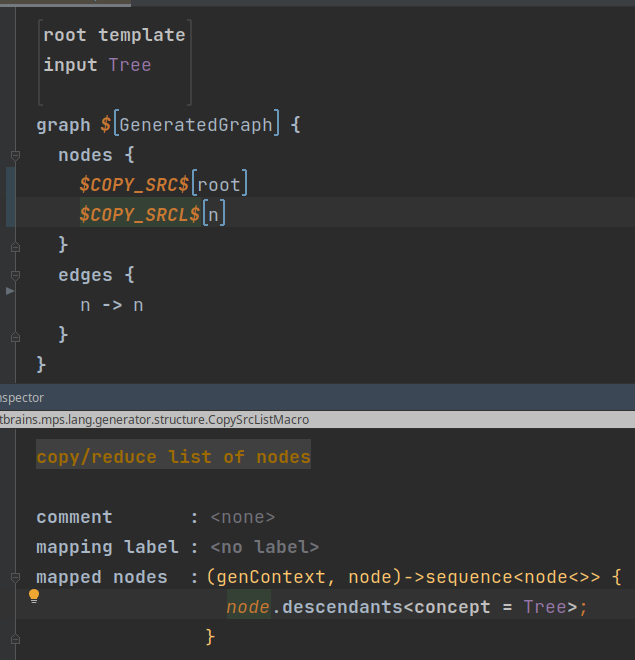 root template
input Tree
graph $[GeneratedGraph] {
nodes {
$COPY_SRC$[root]
$COPY_SRCL$[n]
}
edges {
n -> n
}
}
nspector
tbrains.mps.lang.generator.structure.CopySrcListMacro
copy/reduce list of nodes
comment : <none>
mapping label : <no label>
mapped nodes : (genContext, node)->sequence<node<>> {
node.descendants<concept = Tree>;
}